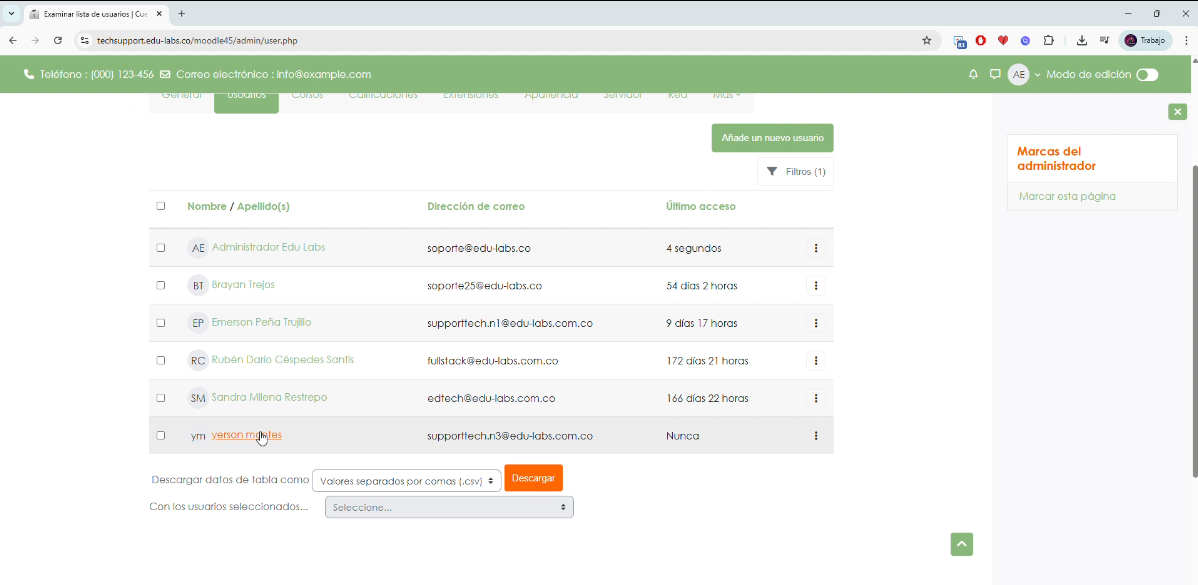 Examinar lista de usuarios | Cue
techsupport.edu-labs.co/moodle45/admin/user.php
83
Trabajo
Teléfono : (000) 123-456 Correo electrónico : info@example.com
AE Modo de edición
General Usuarios Cursos Calificaciones Extensiones Apariencia Servidor Red Más
Añade un nuevo usuario
Filtros (1)
Marcas del
administrador
Marcar esta página
Nombre / Apellido(s) Dirección de correo Último acceso
AE Administrador Edu Labs soporte@edu-labs.co 4 segundos
BT Brayan Trejos soporte25@edu-labs.co 54 días 2 horas
EP Emerson Peña Trujillo supporttech.n1@edu-labs.com.co 9 días 17 horas
RC Rubén Darío Céspedes Santis fullstack@edu-labs.com.co 172 días 21 horas
SM Sandra Milena Restrepo edtech@edu-labs.com.co 166 días 22 horas
ym yerson montes supporttech.n3@edu-labs.com.co Nunca
Descargar datos de tabla como Valores separados por comas (.csv) Descargar
Con los usuarios seleccionados... Seleccione...